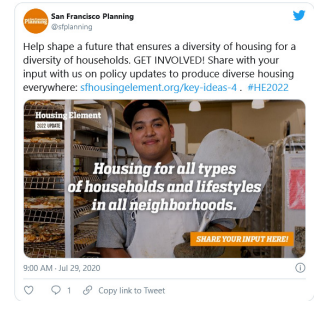 San Francisco Planning
@sfplanning
Help shape a future that ensures a diversity of housing for a
diversity of households. GET INVOLVED! Share with your
input with us on policy updates to produce diverse housing
everywhere: sfhousingelement.org/key-ideas-4 . #HE2022
Housing Element
2022 UPDATE
Housing for all types
of households and lifestyles
in all neighborhoods.
SHARE YOUR INPUT HERE!
9:00 AM · Jul 29, 2020
1 Copy link to Tweet